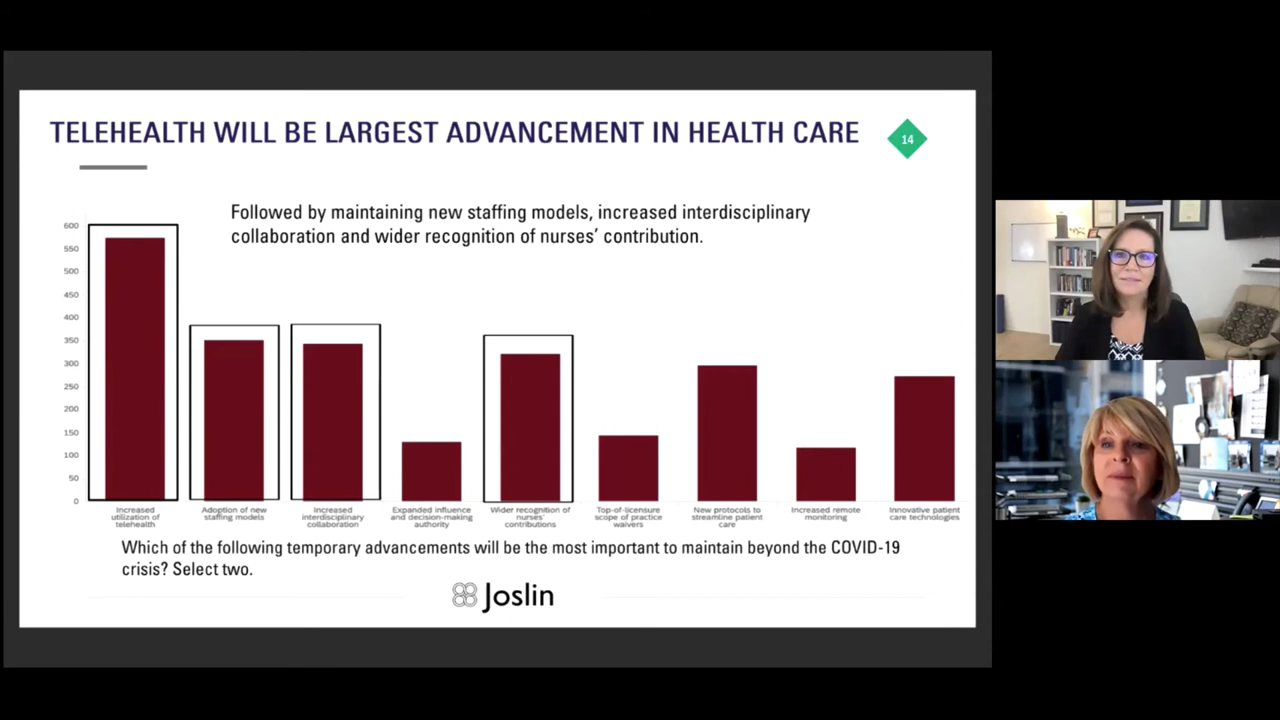 TELEHEALTH WILL BE LARGEST ADVANCEMENT IN HEALTH CARE
14
Followed by maintaining new staffing models, increased interdisciplinary
collaboration and wider recognition of nurses’ contribution.
600
550
500
450
400
350
300
250
200
150
100
50
0
Increased
utilization of
telehealth
Adoption of new
staffing models
Increased
interdisciplinary
collaboration
Expanded influence
and decision-making
authority
Wider recognition of
nurses'
contributions
Top-of-licensure
scope of practice
waivers
New protocols to
streamline patient
care
Increased remote
monitoring
Innovative patient
care technologies
Which of the following temporary advancements will be the most important to maintain beyond the COVID-19
crisis? Select two.
Joslin